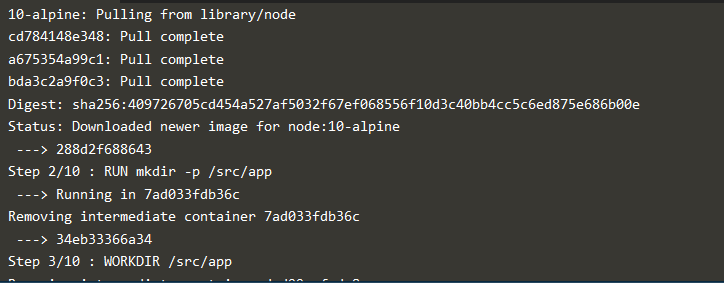 10-alpine: Pulling from library/node
cd784148e348: Pull complete
a675354a99c1: Pull complete
bda3c2a9f0c3: Pull complete
Digest: sha256:409726705cd454a527af5032f67ef068556f10d3c40bb4cc5c6ed875e686b00e
Status: Downloaded newer image for node:10-alpine
---> 288d2f688643
Step 2/10 : RUN mkdir -p /src/app
---> Running in 7ad033fdb36c
Removing intermediate container 7ad033fdb36c
---> 34eb33366a34
Step 3/10 : WORKDIR /src/app